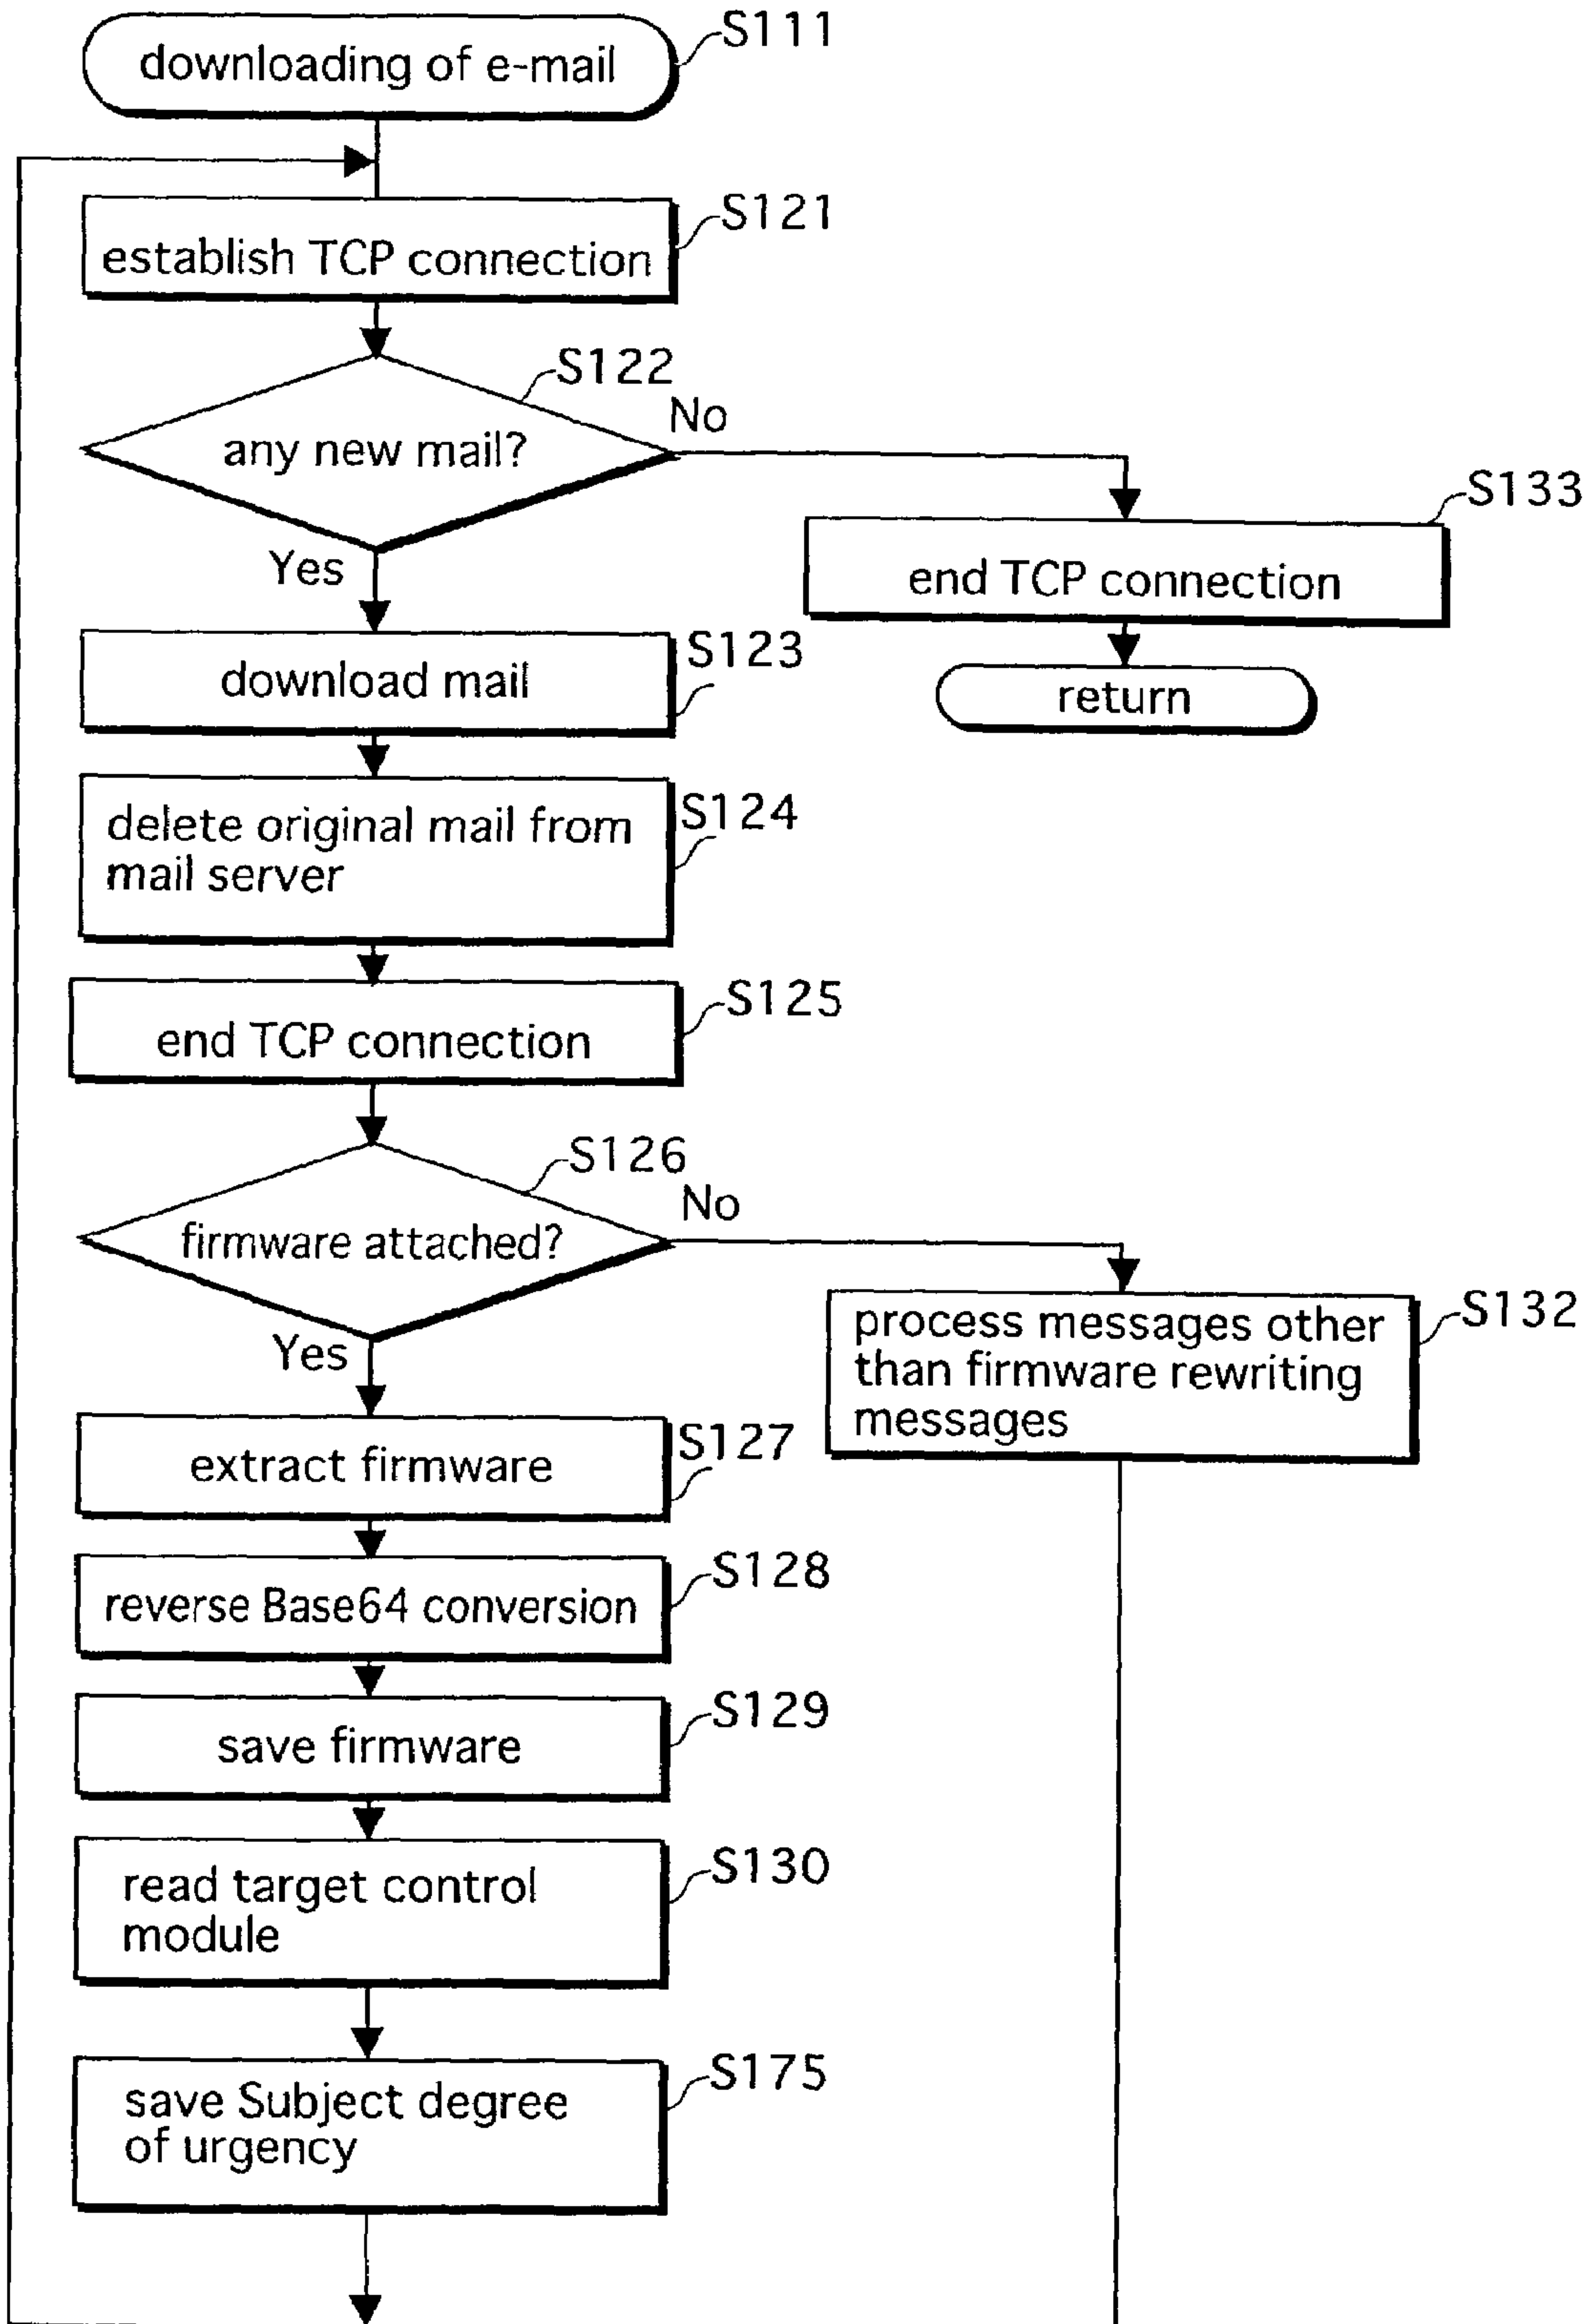 downloading of e-mail
S111
establish TCP connection
S121
any new mail?
S122
No
Yes
end TCP connection
S133
return
download mail
S123
delete original mail from
mail server
S124
end TCP connection
S125
firmware attached?
S126
No
Yes
process messages other
than firmware rewriting
messages
S132
extract firmware
S127
reverse Base64 conversion
S128
save firmware
S129
read target control
module
S130
save Subject degree
of urgency
S175